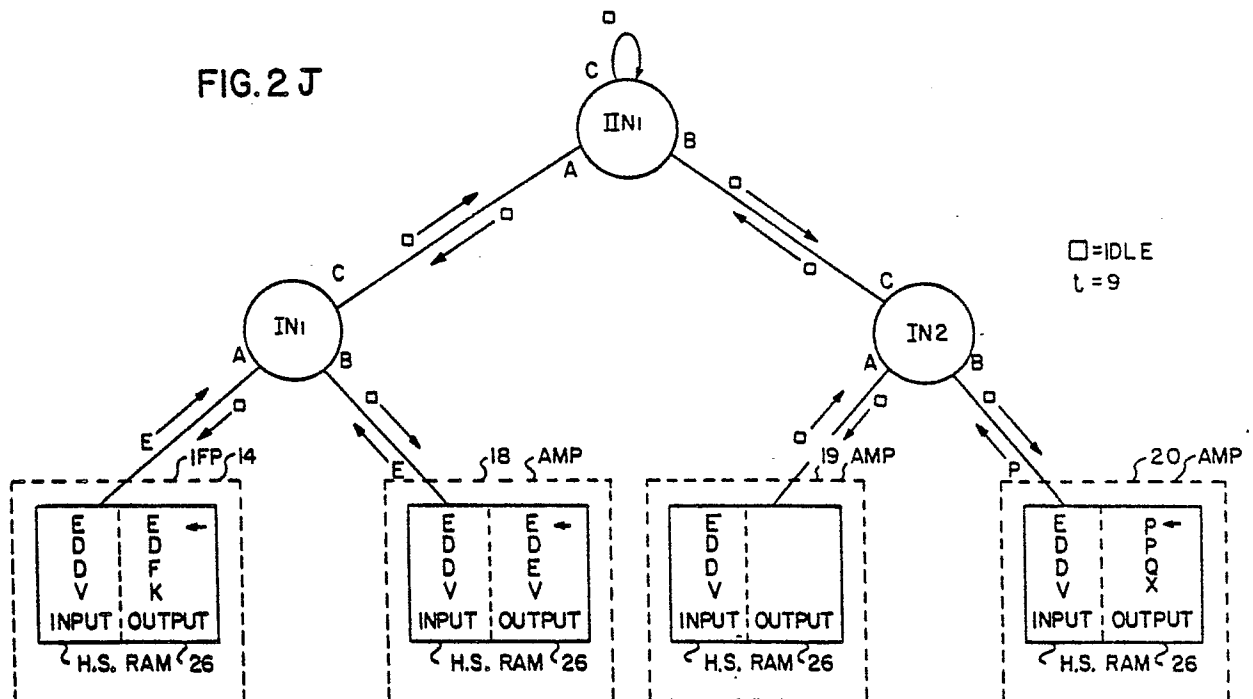 FIG. 2 J
C
IIN1
A
B
□=IDLE
t=9
C
IN1
A
B
C
IN2
A
B
E
E
P
IFP 14
18 AMP
19 AMP
20 AMP
E E
D D
D F
V K
INPUT OUTPUT
H.S. RAM 26
E E
D D
D E
V V
INPUT OUTPUT
H.S. RAM 26
E
D
D
V
INPUT OUTPUT
H.S. RAM 26
E P
D P
D Q
V X
INPUT OUTPUT
H.S. RAM 26